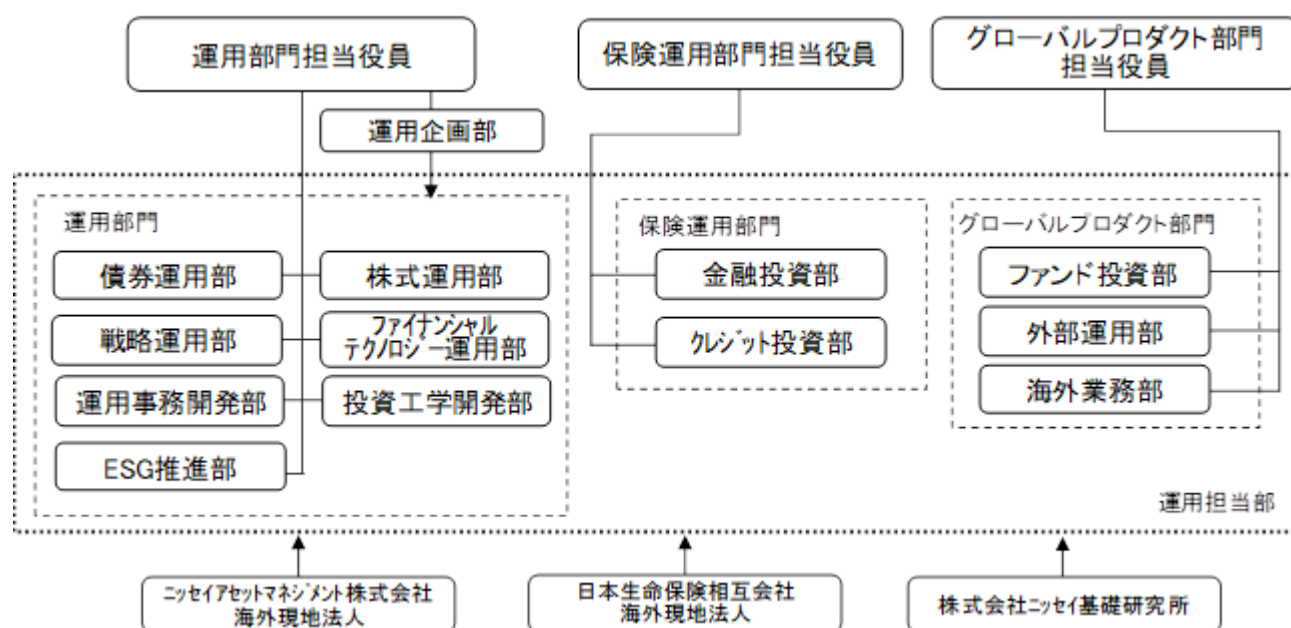 運用部門担当役員
保険運用部門担当役員
グローバルプロダクト部門
担当役員
運用企画部
運用部門
保険運用部門
グローバルプロダクト部門
債券運用部
株式運用部
金融投資部
ファンド投資部
戦略運用部
ファイナンシャル
テクノロジー運用部
クレジット投資部
外部運用部
運用事務開発部
投資工学開発部
海外業務部
ESG推進部
運用担当部
ニッセイアセットマネジメント株式会社
海外現地法人
日本生命保険相互会社
海外現地法人
株式会社ニッセイ基礎研究所